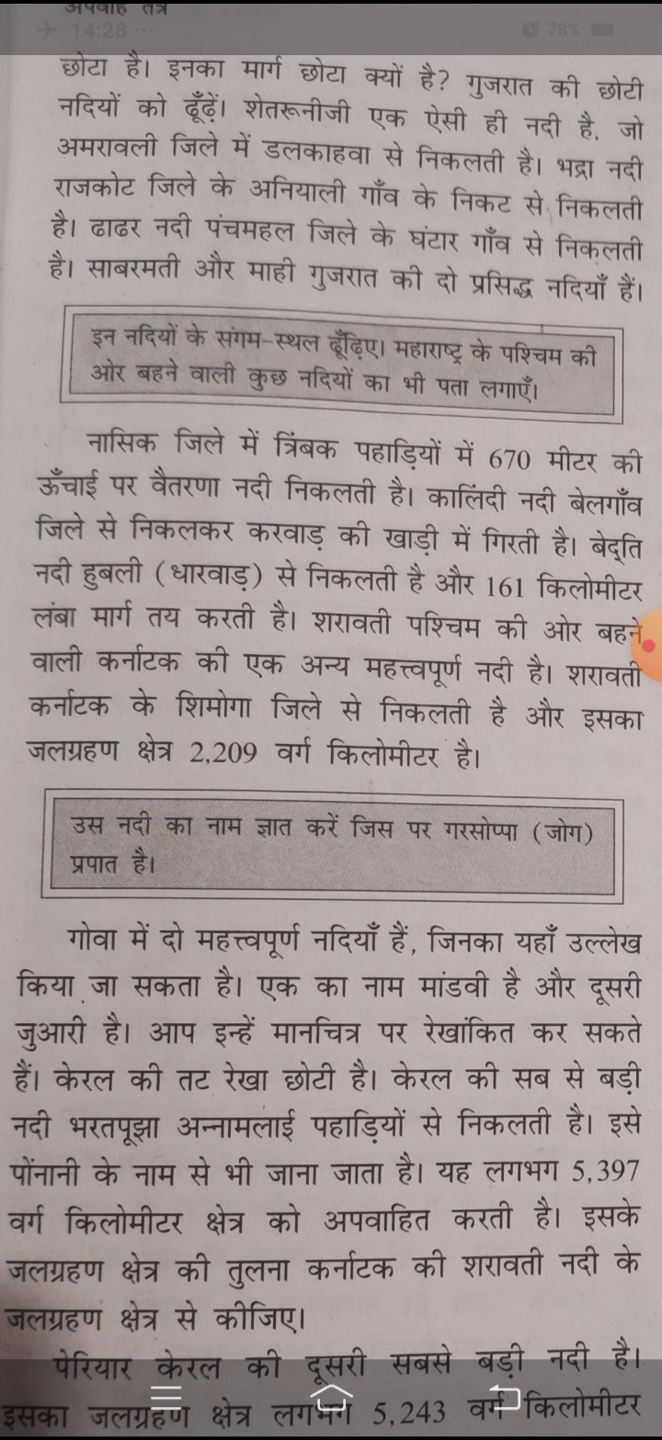 अपवाह तंत्र
14:28 ...
78%
छोटा है। इनका मार्ग छोटा क्यों है? गुजरात की छोटी
नदियों को ढूँढ़ें। शेतरूनीजी एक ऐसी ही नदी है, जो
अमरावली जिले में डलकाहवा से निकलती है। भद्रा नदी
राजकोट जिले के अनियाली गाँव के निकट से निकलती
है। ढाढर नदी पंचमहल जिले के घंटार गाँव से निकलती
है। साबरमती और माही गुजरात की दो प्रसिद्ध नदियाँ हैं।
इन नदियों के संगम-स्थल ढूँढ़िए। महाराष्ट्र के पश्चिम की
ओर बहने वाली कुछ नदियों का भी पता लगाएँ।
नासिक जिले में त्रिंबक पहाड़ियों में 670 मीटर की
ऊँचाई पर वैतरणा नदी निकलती है। कालिंदी नदी बेलगाँव
जिले से निकलकर करवाड़ की खाड़ी में गिरती है। बेद्ति
नदी हुबली (धारवाड़) से निकलती है और 161 किलोमीटर
लंबा मार्ग तय करती है। शरावती पश्चिम की ओर बहने
वाली कर्नाटक की एक अन्य महत्त्वपूर्ण नदी है। शरावती
कर्नाटक के शिमोगा जिले से निकलती है और इसका
जलग्रहण क्षेत्र 2,209 वर्ग किलोमीटर है।
उस नदी का नाम ज्ञात करें जिस पर गरसोप्पा (जोग)
प्रपात है।
गोवा में दो महत्त्वपूर्ण नदियाँ हैं, जिनका यहाँ उल्लेख
किया जा सकता है। एक का नाम मांडवी है और दूसरी
जुआरी है। आप इन्हें मानचित्र पर रेखांकित कर सकते
हैं। केरल की तट रेखा छोटी है। केरल की सब से बड़ी
नदी भरतपूझा अन्नामलाई पहाड़ियों से निकलती है। इसे
पोंनानी के नाम से भी जाना जाता है। यह लगभग 5,397
वर्ग किलोमीटर क्षेत्र को अपवाहित करती है। इसके
जलग्रहण क्षेत्र की तुलना कर्नाटक की शरावती नदी के
जलग्रहण क्षेत्र से कीजिए।
पेरियार केरल की दूसरी सबसे बड़ी नदी है।
इसका जलग्रहण क्षेत्र लगभग 5,243 वर्ग किलोमीटर